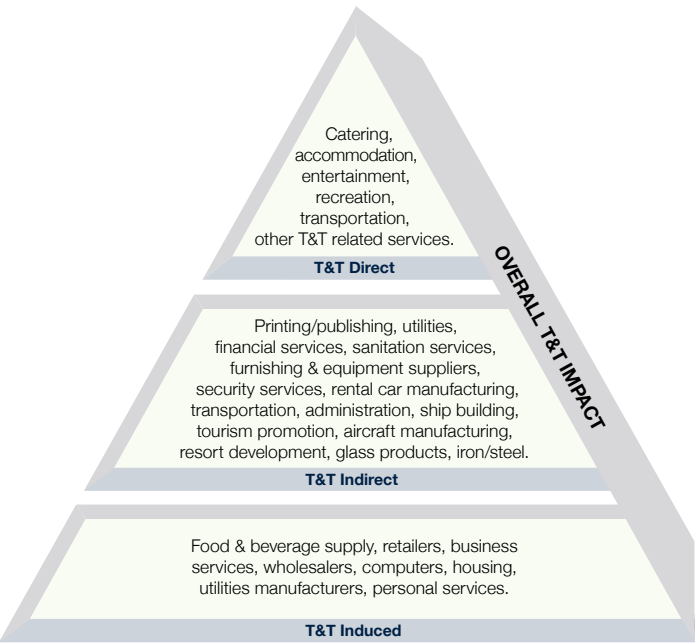 Catering,
accommodation,
entertainment,
recreation,
transportation,
other T&T related services.
T&T Direct
OVERALL T&T IMPACT
Printing/publishing, utilities,
financial services, sanitation services,
furnishing & equipment suppliers,
security services, rental car manufacturing,
transportation, administration, ship building,
tourism promotion, aircraft manufacturing,
resort development, glass products, iron/steel.
T&T Indirect
Food & beverage supply, retailers, business
services, wholesalers, computers, housing,
utilities manufacturers, personal services.
T&T Induced